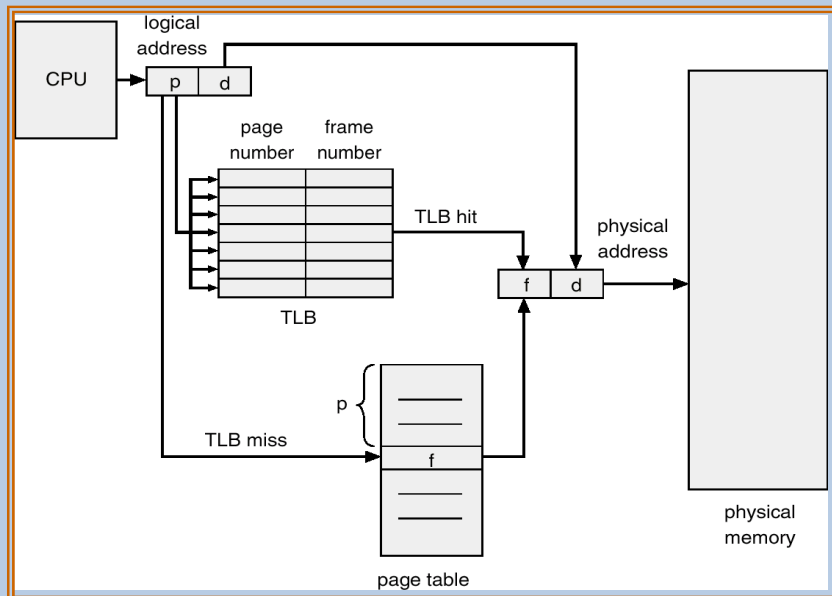 logical
address
CPU
p
d
page
number
frame
number
TLB hit
TLB
physical
address
f
d
p
TLB miss
f
page table
physical
memory